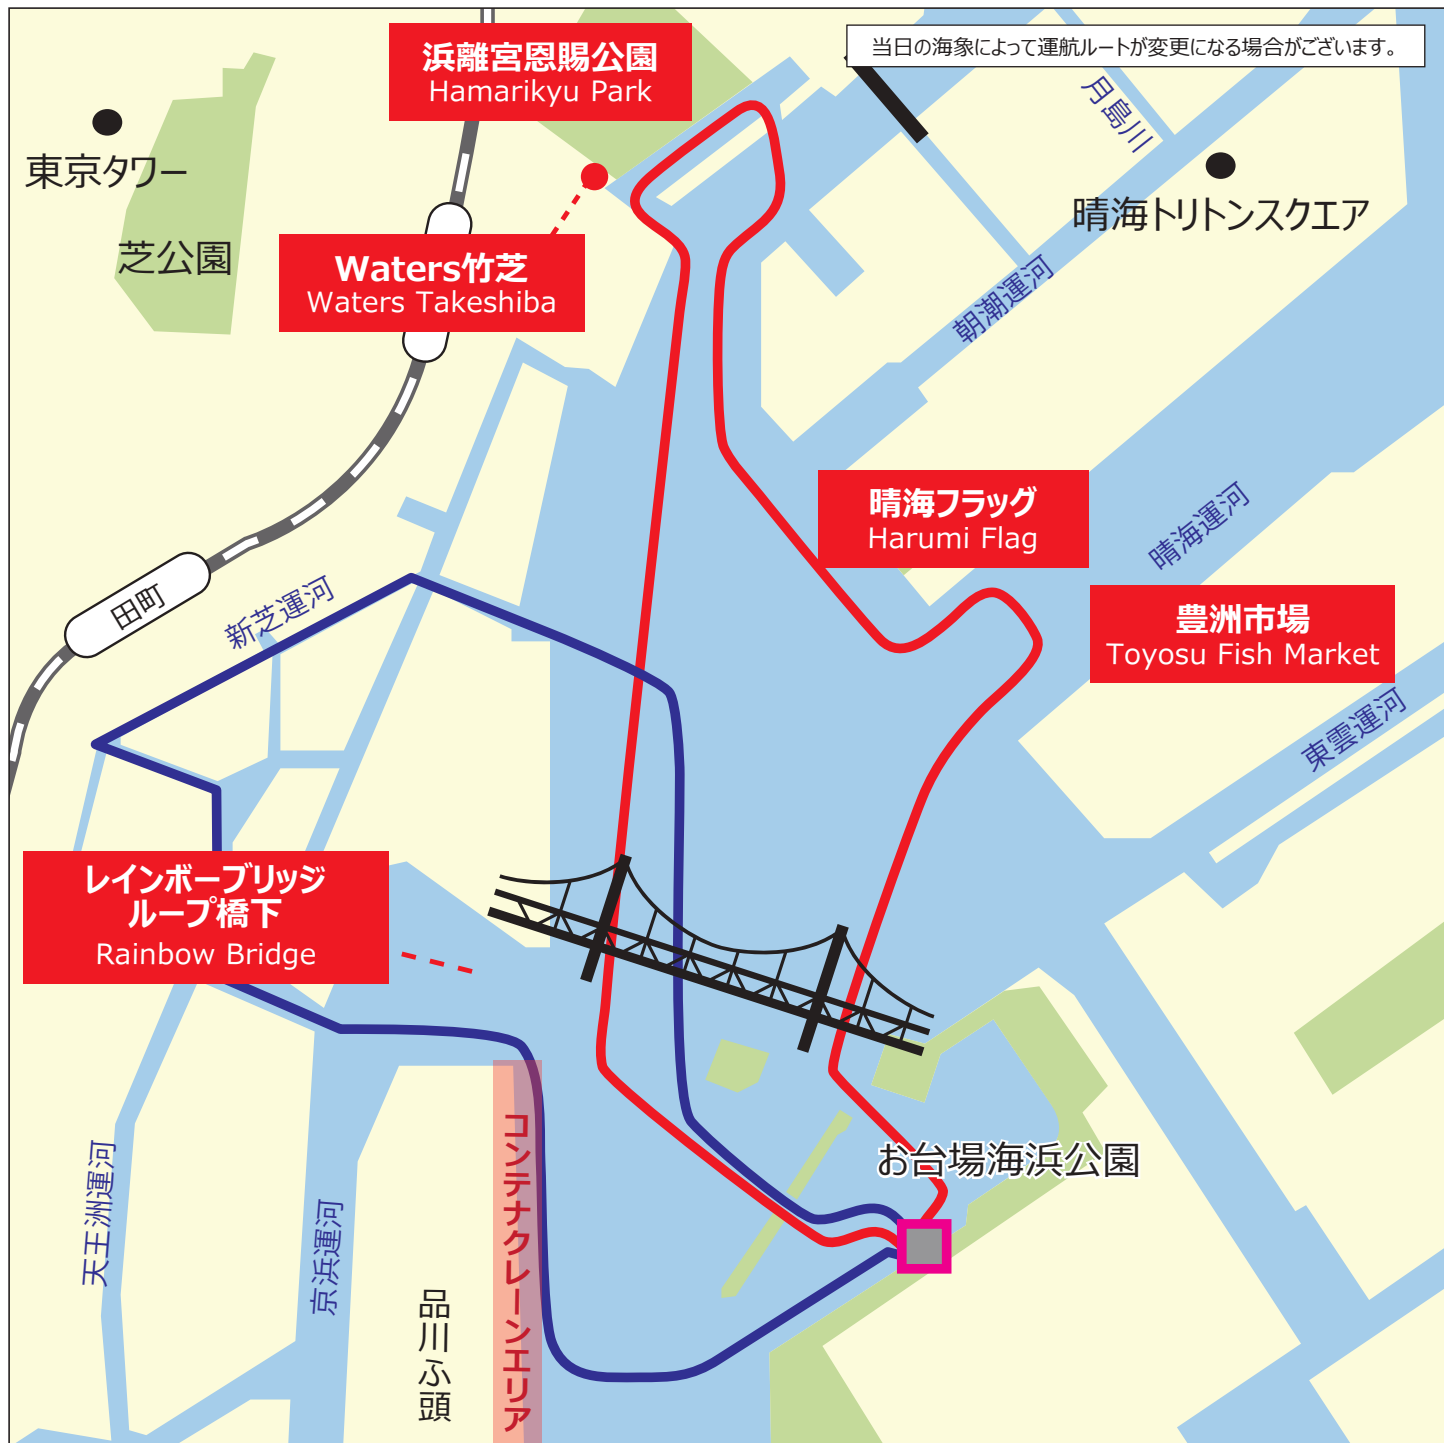 浜離宮恩賜公園
Hamarikyu Park
当日の海象によって運航ルートが変更になる場合がございます。
月島川
東京タワー
晴海トリトンスクエア
芝公園
Waters竹芝
Waters Takeshiba
朝潮運河
晴海フラッグ
Harumi Flag
晴海運河
田町
新芝運河
豊洲市場
Toyosu Fish Market
東雲運河
レインボーブリッジ
ループ橋下
Rainbow Bridge
コンテナクレーンエリア
お台場海浜公園
天王洲運河
京浜運河
品川ふ頭